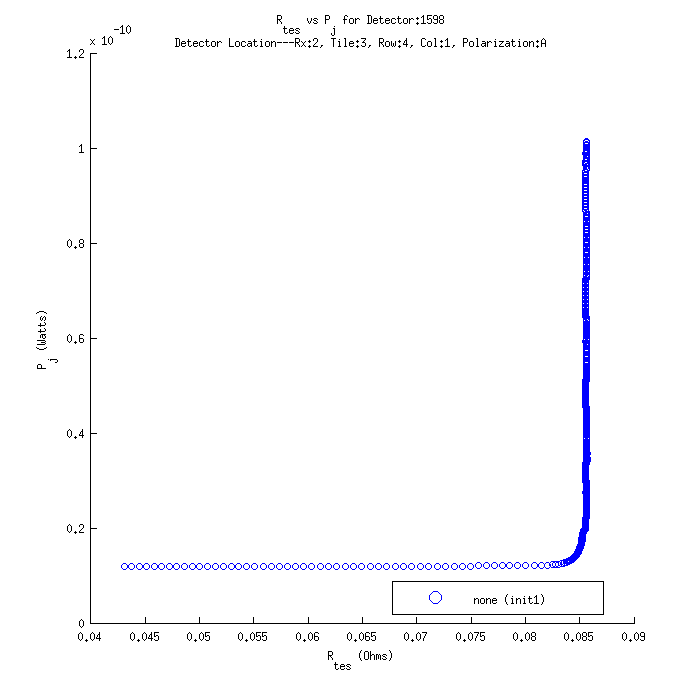 R_tes vs P_j for Detector:1598
Detector Location---Rx:2, Tile:3, Row:4, Col:1, Polarization:A
x 10^-10
1.2
1
0.8
0.6
0.4
0.2
0
P_j (Watts)
none (init1)
0.04 0.045 0.05 0.055 0.06 0.065 0.07 0.075 0.08 0.085 0.09
R_tes (Ohms)